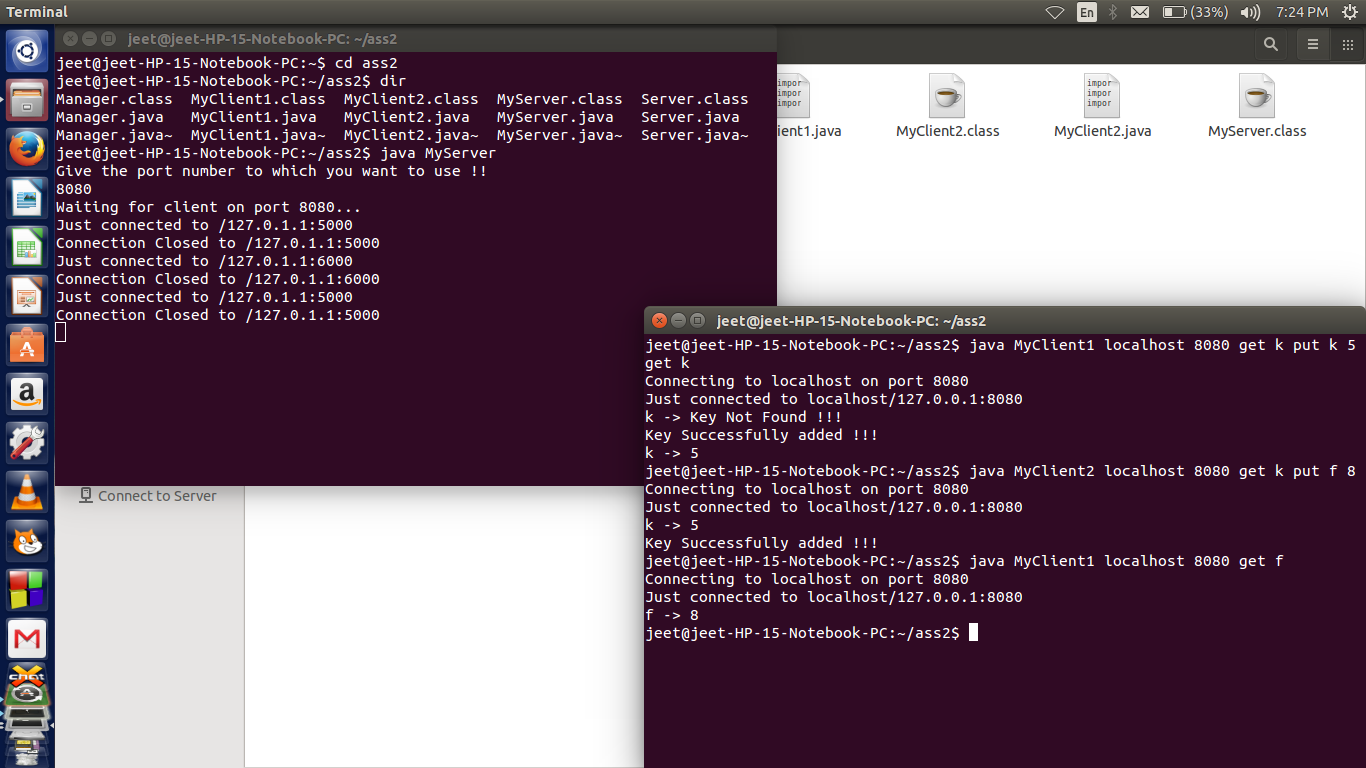 Terminal
En
(33%)
7:24 PM
jeet@jeet-HP-15-Notebook-PC: ~/ass2
jeet@jeet-HP-15-Notebook-PC:~$ cd ass2
jeet@jeet-HP-15-Notebook-PC:~/ass2$ dir
Manager.class  MyClient1.class  MyClient2.class  MyServer.class  Server.class
Manager.java   MyClient1.java   MyClient2.java   MyServer.java   Server.java
Manager.java~  MyClient1.java~  MyClient2.java~  MyServer.java~  Server.java~
jeet@jeet-HP-15-Notebook-PC:~/ass2$ java MyServer
Give the port number to which you want to use !!
8080
Waiting for client on port 8080...
Just connected to /127.0.1.1:5000
Connection Closed to /127.0.1.1:5000
Just connected to /127.0.1.1:6000
Connection Closed to /127.0.1.1:6000
Just connected to /127.0.1.1:5000
Connection Closed to /127.0.1.1:5000
impor
impor
impor
ient1.java
MyClient2.class
impor
impor
impor
MyClient2.java
MyServer.class
Connect to Server
jeet@jeet-HP-15-Notebook-PC: ~/ass2
jeet@jeet-HP-15-Notebook-PC:~/ass2$ java MyClient1 localhost 8080 get k put k 5
get k
Connecting to localhost on port 8080
Just connected to localhost/127.0.0.1:8080
k -> Key Not Found !!!
Key Successfully added !!!
k -> 5
jeet@jeet-HP-15-Notebook-PC:~/ass2$ java MyClient2 localhost 8080 get k put f 8
Connecting to localhost on port 8080
Just connected to localhost/127.0.0.1:8080
k -> 5
Key Successfully added !!!
jeet@jeet-HP-15-Notebook-PC:~/ass2$ java MyClient1 localhost 8080 get f
Connecting to localhost on port 8080
Just connected to localhost/127.0.0.1:8080
f -> 8
jeet@jeet-HP-15-Notebook-PC:~/ass2$